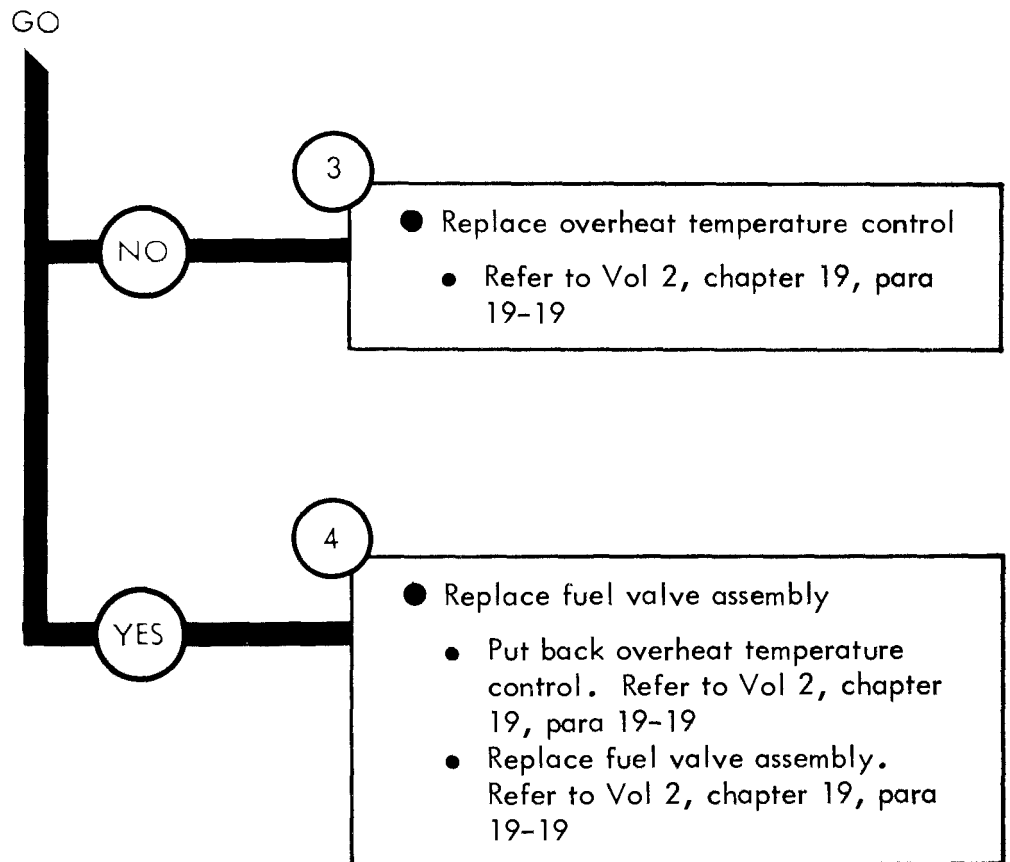 GO
3
● Replace overheat temperature control
● Refer to Vol 2, chapter 19, para
19-19
NO
4
● Replace fuel valve assembly
● Put back overheat temperature
control. Refer to Vol 2, chapter
19, para 19-19
● Replace fuel valve assembly.
Refer to Vol 2, chapter 19, para
19-19
YES